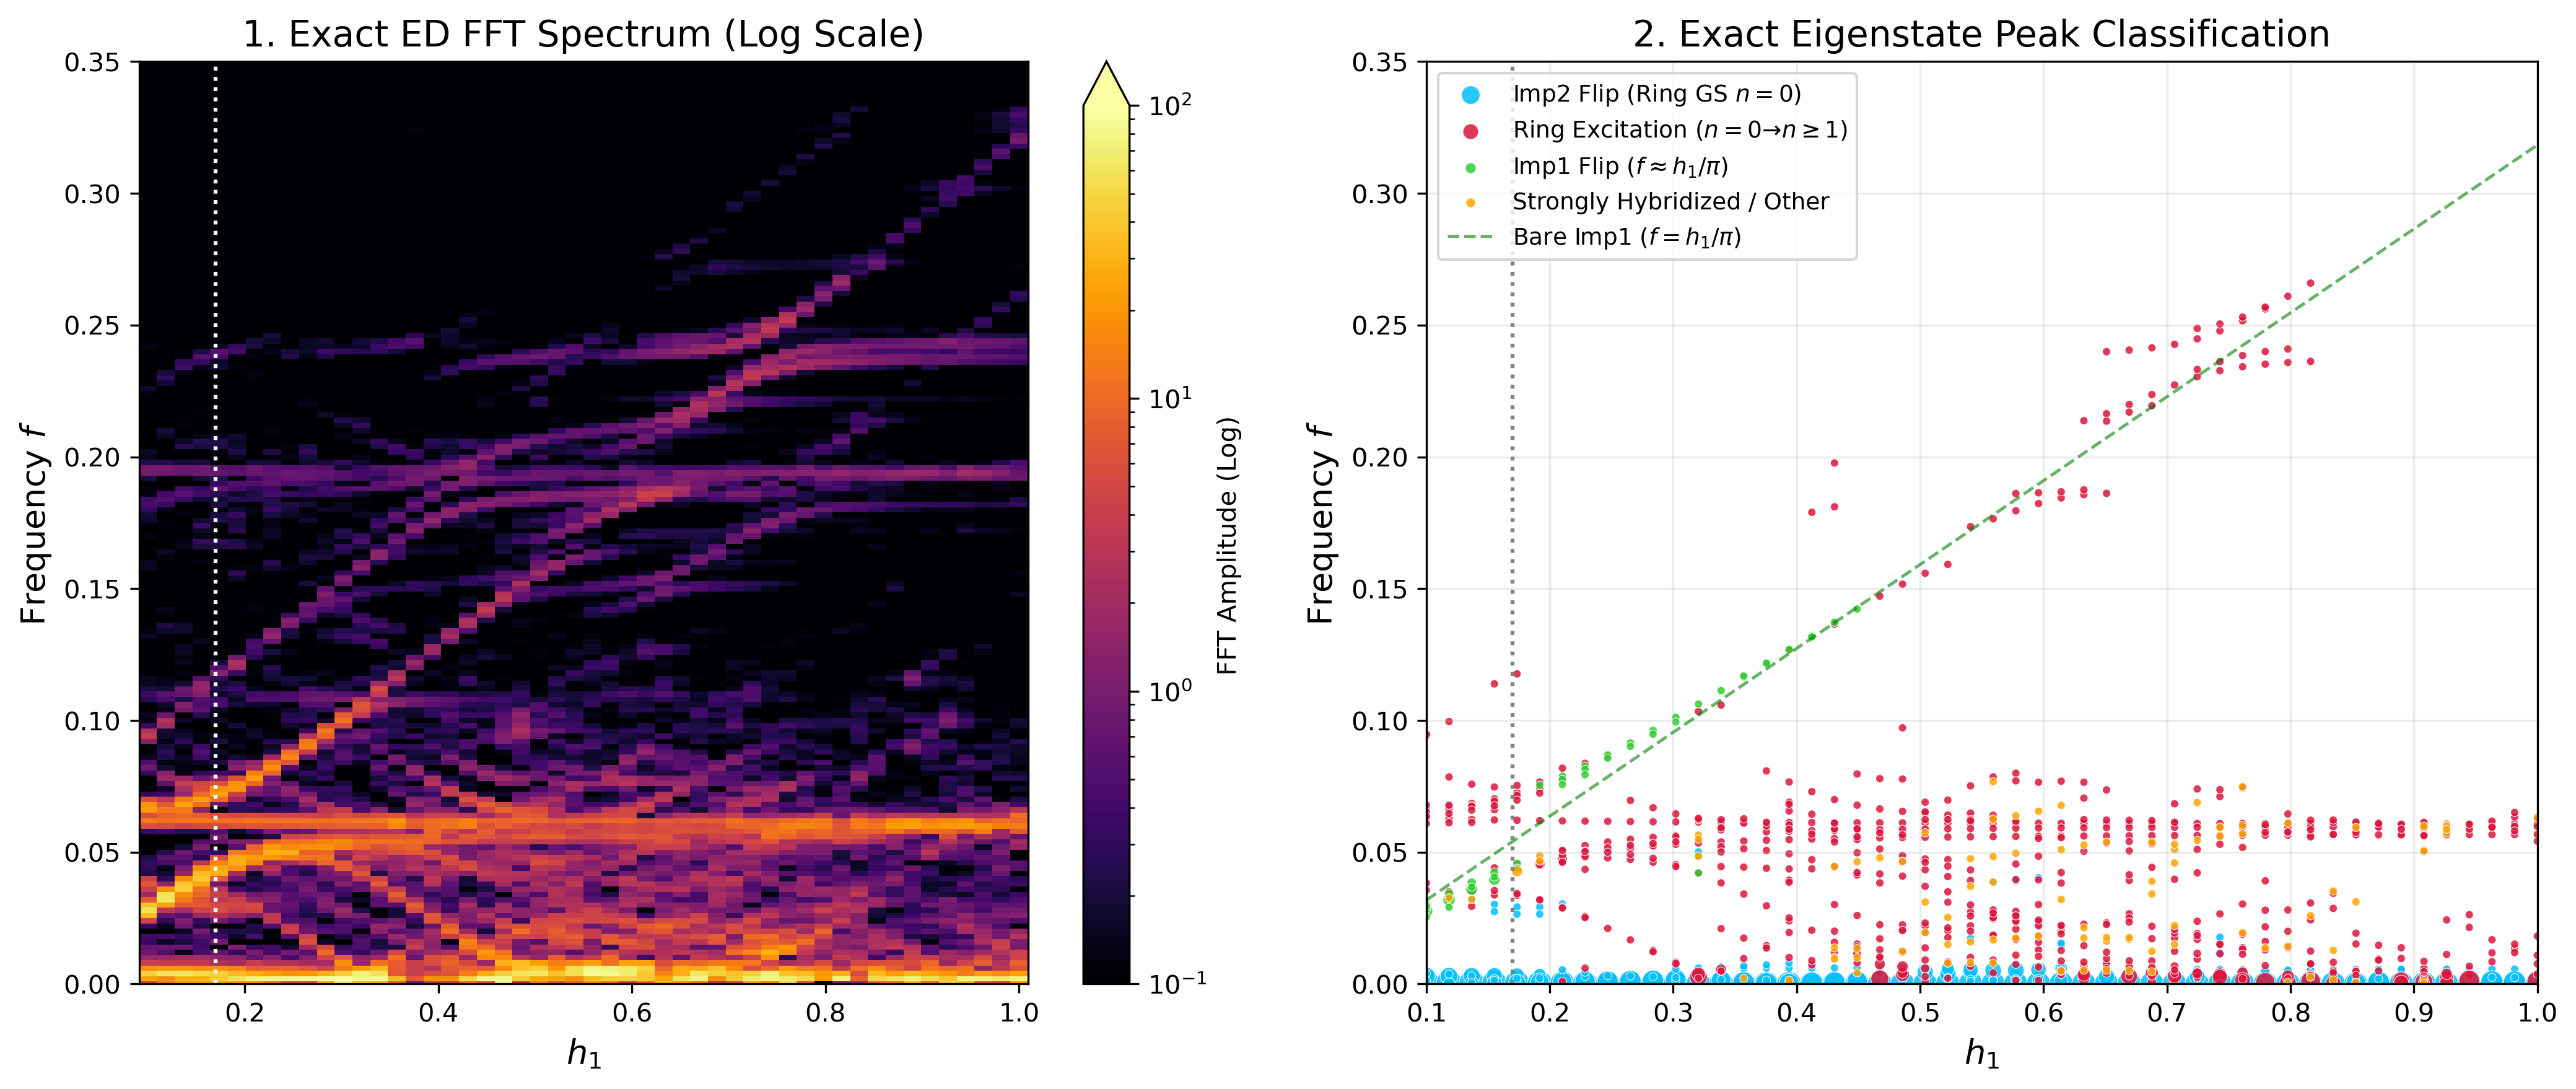 1. Exact ED FFT Spectrum (Log Scale)
0.35
0.30
0.25
0.20
0.15
0.10
0.05
0.00
Frequency f
0.2 0.4 0.6 0.8 1.0
h₁
10²
10¹
10⁰
10⁻¹
FFT Amplitude (Log)
2. Exact Eigenstate Peak Classification
0.35
0.30
0.25
0.20
0.15
0.10
0.05
0.00
Frequency f
Imp2 Flip (Ring GS n = 0)
Ring Excitation (n = 0→n ≥ 1)
Imp1 Flip (f ≈ h₁/π)
Strongly Hybridized / Other
Bare Imp1 (f = h₁/π)
0.1 0.2 0.3 0.4 0.5 0.6 0.7 0.8 0.9 1.0
h₁